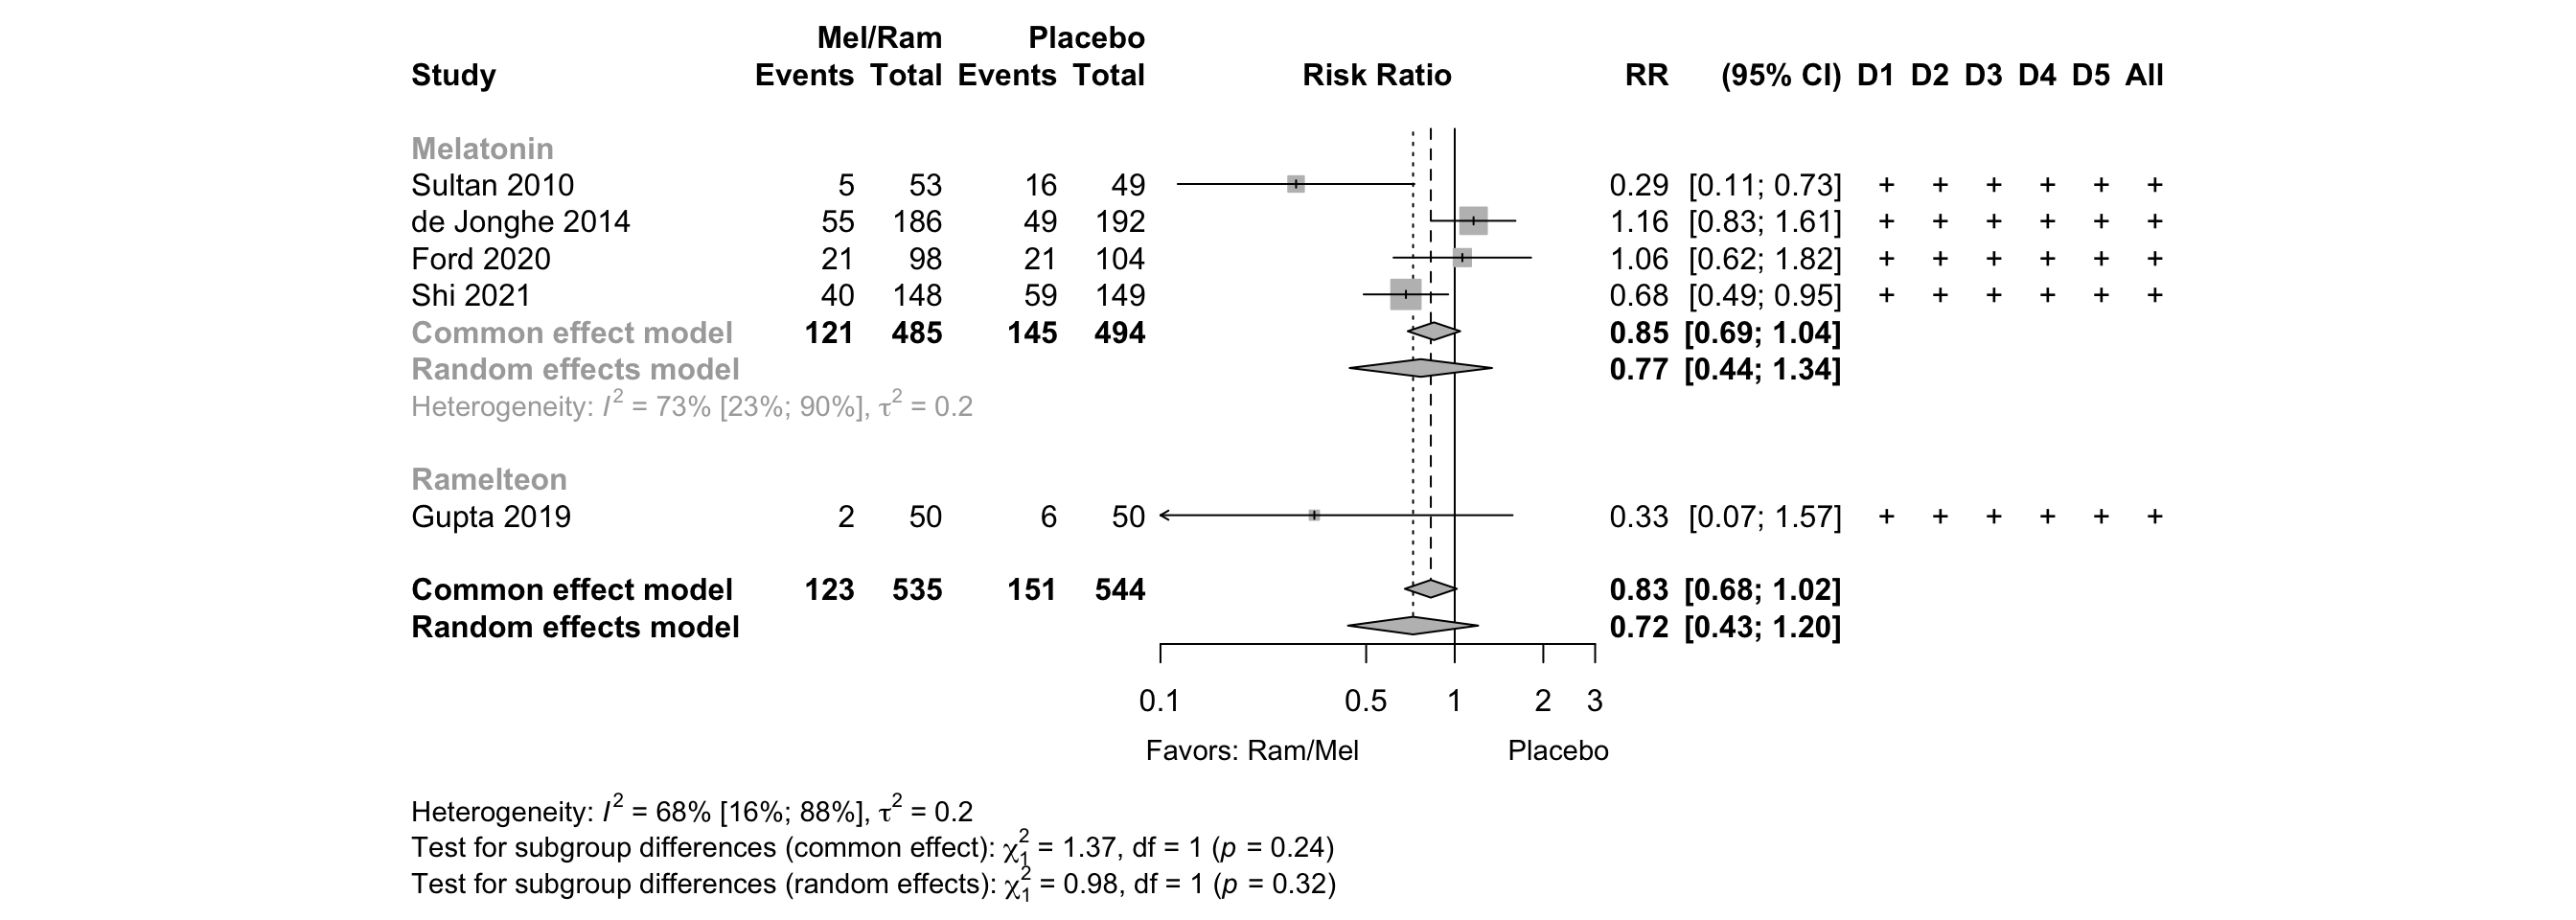 Mel/Ram Placebo
Study Events Total Events Total Risk Ratio RR (95% CI) D1 D2 D3 D4 D5 All
Melatonin
Sultan 2010 5 53 16 49 0.29 [0.11; 0.73] + + + + + +
de Jonghe 2014 55 186 49 192 1.16 [0.83; 1.61] + + + + + +
Ford 2020 21 98 21 104 1.06 [0.62; 1.82] + + + + + +
Shi 2021 40 148 59 149 0.68 [0.49; 0.95] + + + + + +
Common effect model 121 485 145 494 0.85 [0.69; 1.04]
Random effects model 0.77 [0.44; 1.34]
Heterogeneity: I² = 73% [23%; 90%], τ² = 0.2
Ramelteon
Gupta 2019 2 50 6 50 0.33 [0.07; 1.57] + + + + + +
Common effect model 123 535 151 544 0.83 [0.68; 1.02]
Random effects model 0.72 [0.43; 1.20]
0.1 0.5 1 2 3
Favors: Ram/Mel Placebo
Heterogeneity: I² = 68% [16%; 88%], τ² = 0.2
Test for subgroup differences (common effect): χ²₁ = 1.37, df = 1 (p = 0.24)
Test for subgroup differences (random effects): χ²₁ = 0.98, df = 1 (p = 0.32)